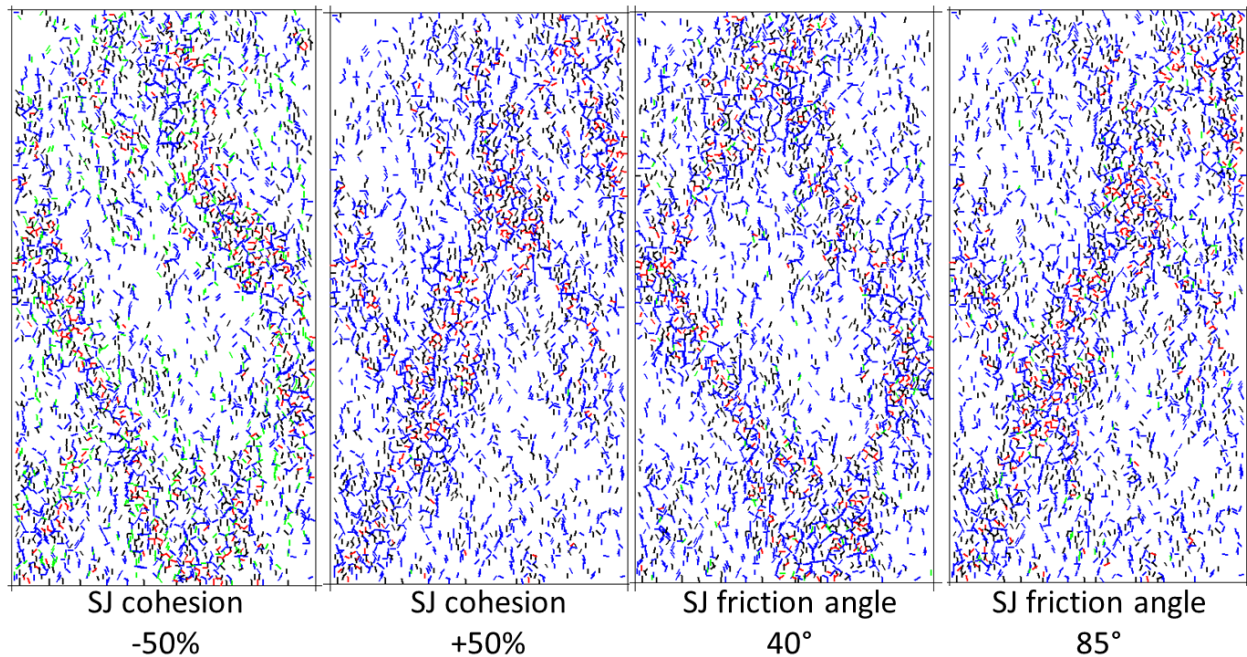 SJ cohesion
-50%
SJ cohesion
+50%
SJ friction angle
40°
SJ friction angle
85°